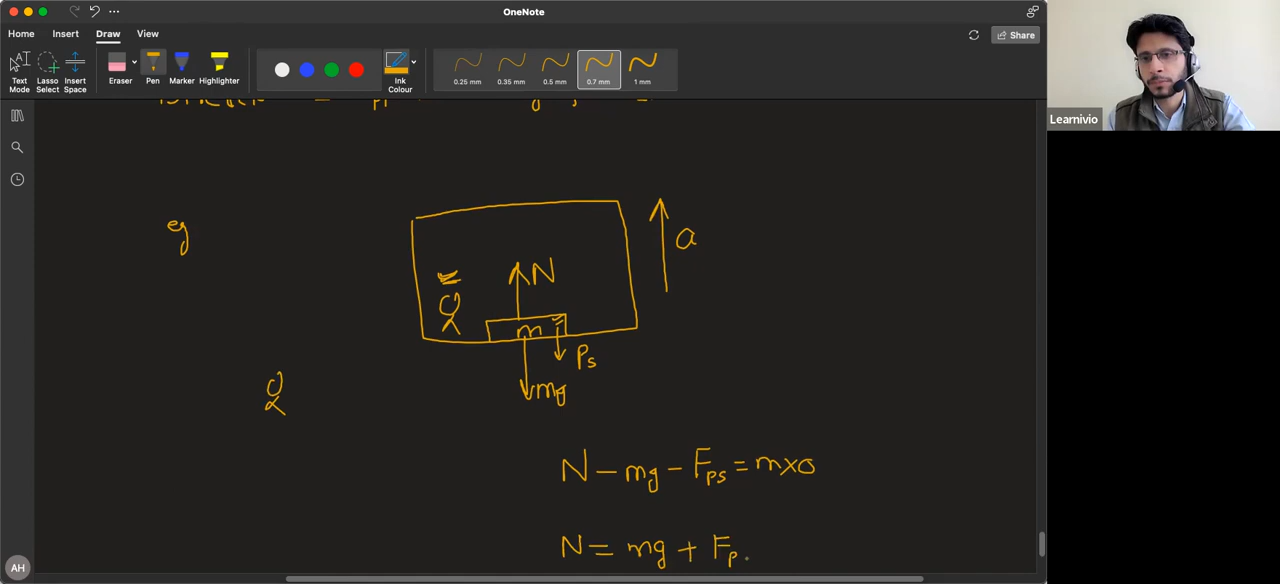 OneNote
Home Insert Draw View
Share
Text Mode
Lasso Select
Insert Space
Eraser
Pen
Marker
Highlighter
Ink Colour
0.25 mm
0.35 mm
0.5 mm
0.7 mm
1 mm
Learnivio
eg
a
N
m
Ps
mg
N - mg - Fps = m×0
N = mg + Fp
AH